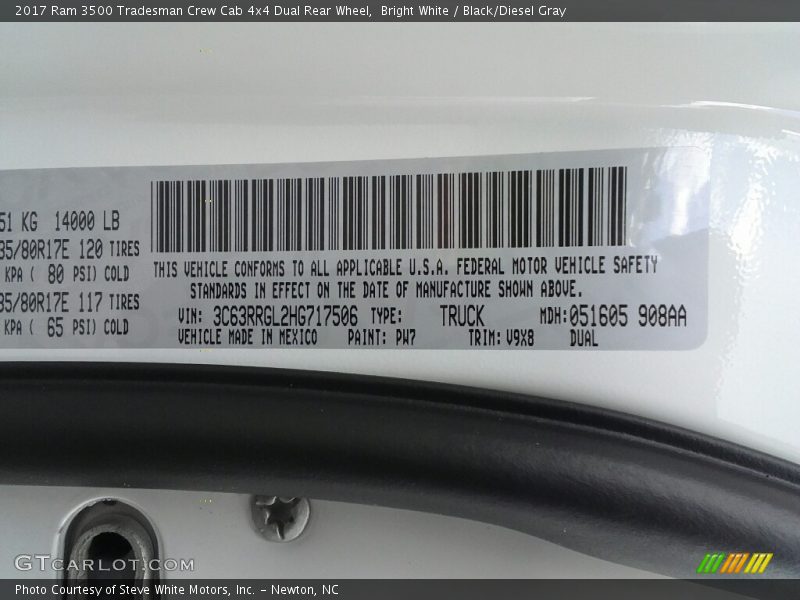 2017 Ram 3500 Tradesman Crew Cab 4x4 Dual Rear Wheel,  Bright White / Black/Diesel Gray
51 KG 14000 LB
35/80R17E 120 TIRES
KPA ( 80 PSI) COLD
35/80R17E 117 TIRES
KPA ( 65 PSI) COLD
THIS VEHICLE CONFORMS TO ALL APPLICABLE U.S.A. FEDERAL MOTOR VEHICLE SAFETY
STANDARDS IN EFFECT ON THE DATE OF MANUFACTURE SHOWN ABOVE.
VIN: 3C63RRGL2HG717506 TYPE: TRUCK MDH: 051605 908AA
VEHICLE MADE IN MEXICO PAINT: PW7 TRIM: V9X8 DUAL
GTCARLOT.COM
Photo Courtesy of Steve White Motors, Inc. – Newton, NC